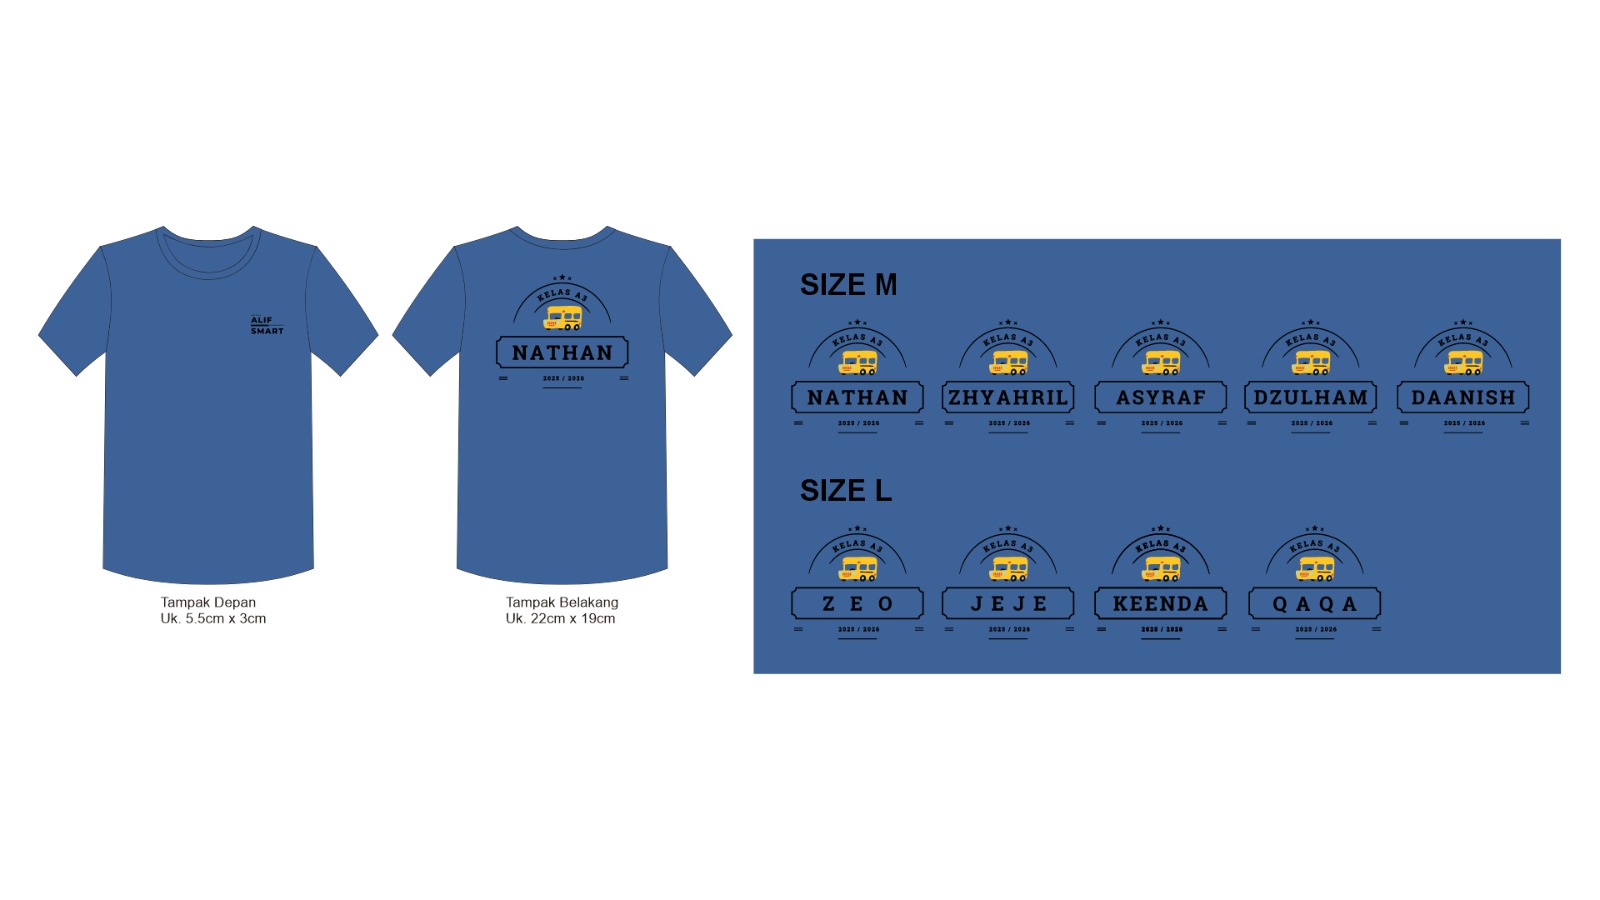 ALIF
SMART
Tampak Depan
Uk. 5.5cm x 3cm
KELAS A3
NATHAN
2025 / 2026
Tampak Belakang
Uk. 22cm x 19cm
SIZE M
KELAS A3
NATHAN
2025 / 2026
KELAS A3
ZHYAHRIL
2025 / 2026
KELAS A3
ASYRAF
2025 / 2026
KELAS A3
DZULHAM
2025 / 2026
KELAS A3
DAANISH
2025 / 2026
SIZE L
KELAS A3
ZEO
2025 / 2026
KELAS A3
JEJE
2025 / 2026
KELAS A3
KEENDA
2025 / 2026
KELAS A3
QAQA
2025 / 2026